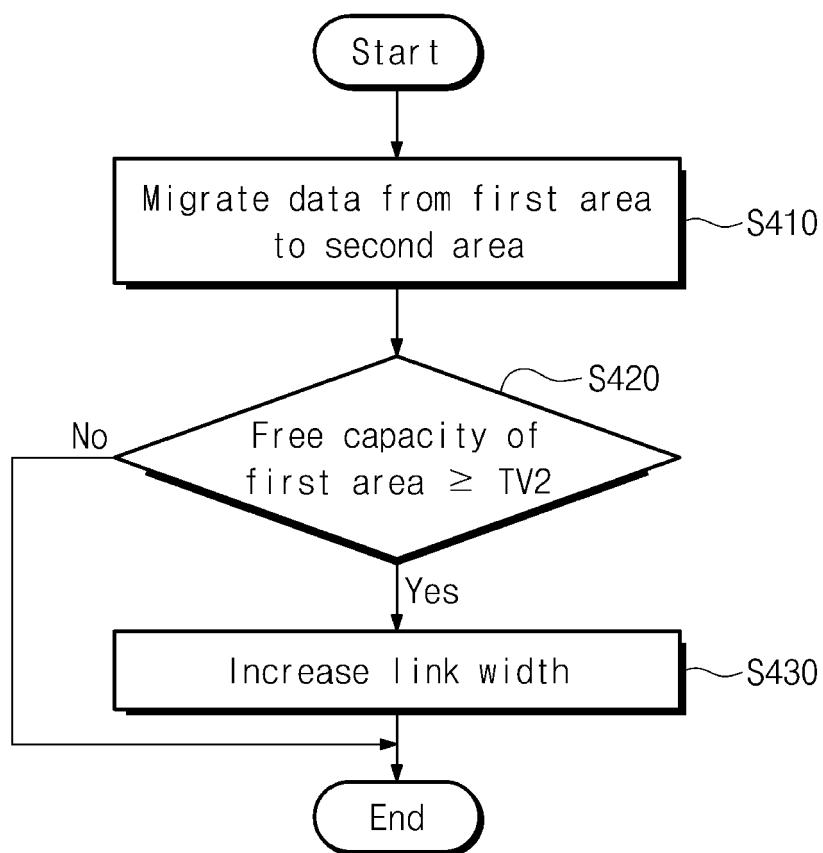 Start
Migrate data from first area
to second area
S410
S420
No
Free capacity of
first area ≧ TV2
Yes
Increase link width
S430
End